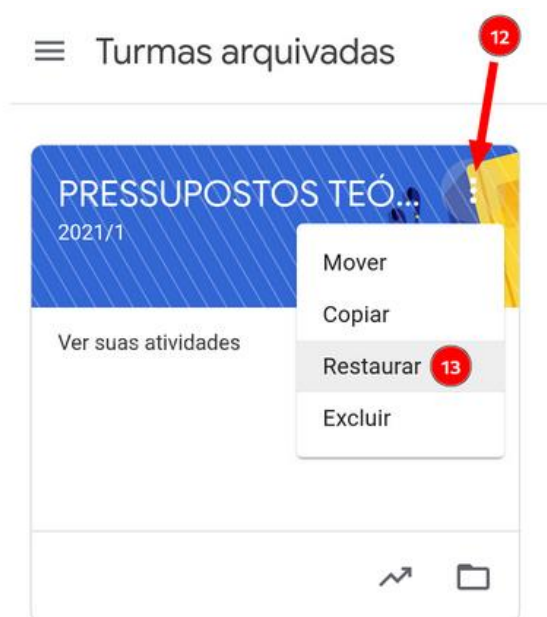 12
Turmas arquivadas
PRESSUPOSTOS TEÓ...
2021/1
Mover
Copiar
Ver suas atividades
Restaurar 13
Excluir